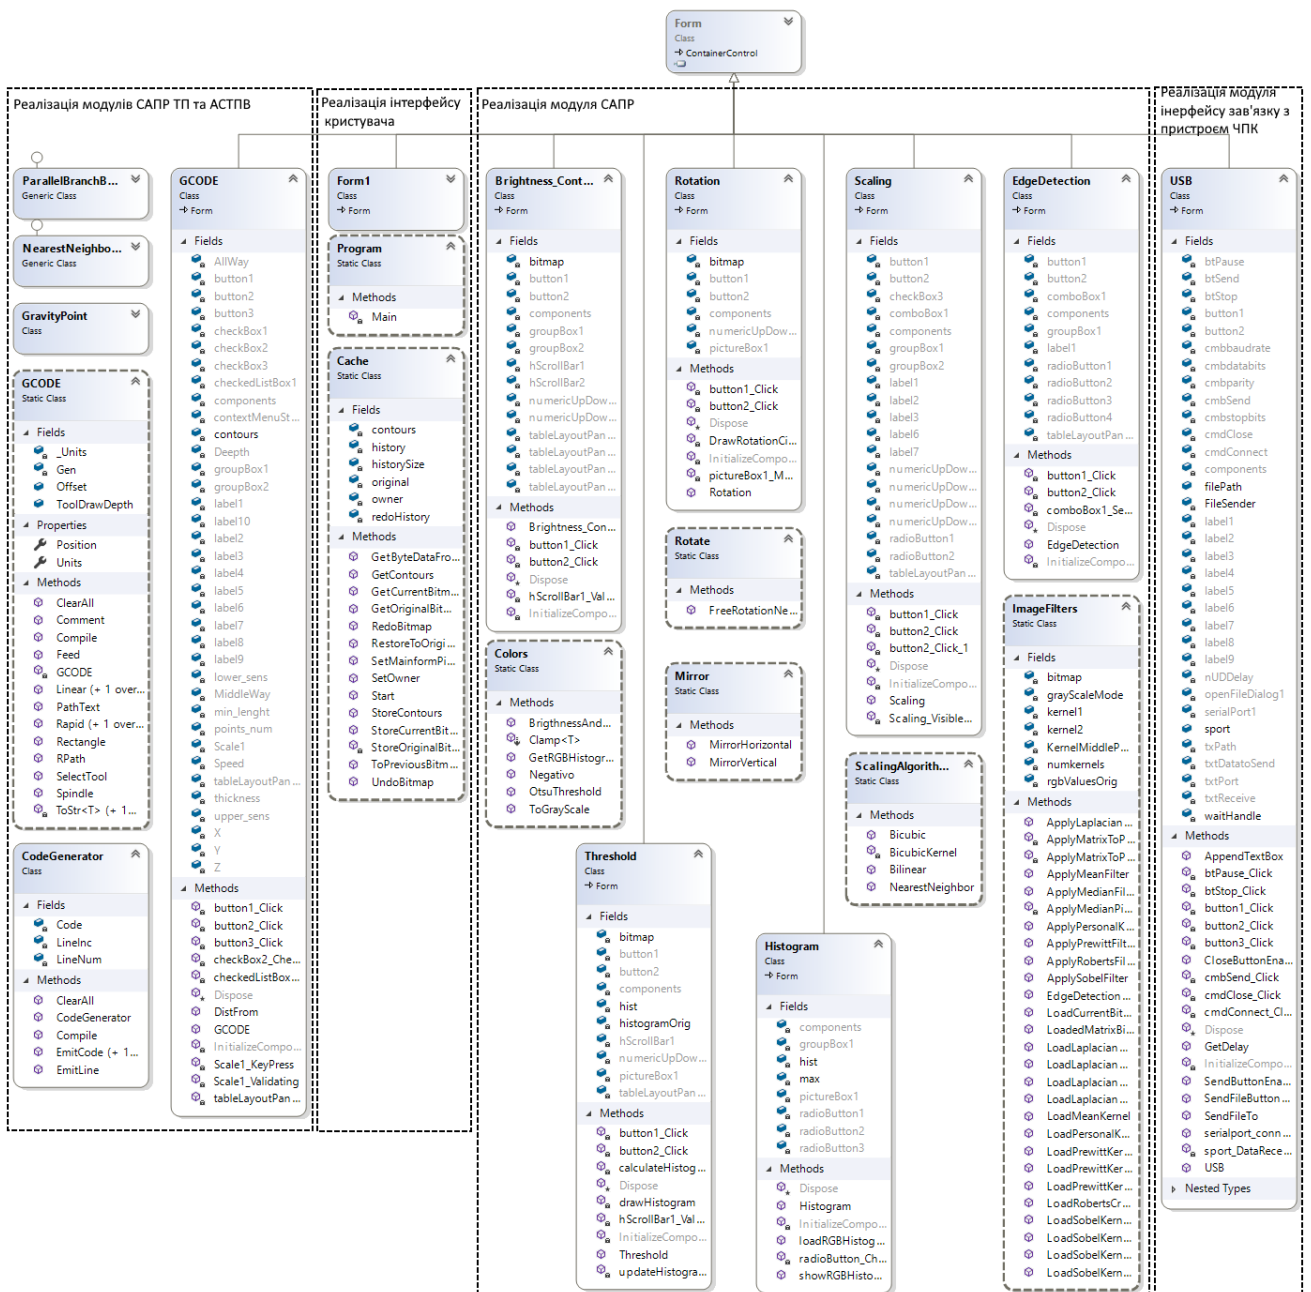 Form
Class
ContainerControl
Реалізація модулів САПР ТП та АСТПВ
ParallelBranchB...
Generic Class
NearestNeighbo...
Generic Class
GravityPoint
Class
GCODE
Static Class
Fields
_Units
Gen
Offset
ToolDrawDepth
Properties
Position
Units
Methods
ClearAll
Comment
Compile
Feed
GCODE
Linear (+ 1 over...
PathText
Rapid (+ 1 over...
Rectangle
RPath
SelectTool
Spindle
ToStr<T> (+ 1...
CodeGenerator
Class
Fields
Code
LineInc
LineNum
Methods
ClearAll
CodeGenerator
Compile
EmitCode (+ 1...
EmitLine
GCODE
Class
Form
Fields
AllWay
button1
button2
button3
checkBox1
checkBox2
checkBox3
checkedListBox1
components
contextMenuSt...
contours
Deepth
groupBox1
groupBox2
label1
label10
label2
label3
label4
label5
label6
label7
label8
label9
lower_sens
MiddleWay
min_lenght
points_num
Scale1
Speed
tableLayoutPan...
thickness
upper_sens
X
Y
Z
Methods
button1_Click
button2_Click
button3_Click
checkBox2_Che...
checkedListBox...
Dispose
DistFrom
GCODE
InitializeCompo...
Scale1_KeyPress
Scale1_Validating
tableLayoutPan...
Реалізація інтерфейсу
кристувача
Form1
Class
Form
Program
Static Class
Methods
Main
Cache
Static Class
Fields
contours
history
historySize
original
owner
redoHistory
Methods
GetByteDataFro...
GetContours
GetCurrentBitm...
GetOriginalBit...
RedoBitmap
RestoreToOrigi...
SetMainformPi...
SetOwner
Start
StoreContours
StoreCurrentBit...
StoreOriginalBit...
ToPreviousBitm...
UndoBitmap
Реалізація модуля САПР
Brightness_Cont...
Class
Form
Fields
bitmap
button1
button2
components
groupBox1
groupBox2
hScrollBar1
hScrollBar2
numericUpDow...
numericUpDow...
tableLayoutPan...
tableLayoutPan...
tableLayoutPan...
Methods
Brightness_Con...
button1_Click
button2_Click
Dispose
hScrollBar1_Val...
InitializeCompo...
Colors
Static Class
Methods
BrigthnessAnd...
Clamp<T>
GetRGBHistogr...
Negativo
OtsuThreshold
ToGrayScale
Rotation
Class
Form
Fields
bitmap
button1
button2
components
numericUpDow...
pictureBox1
Methods
button1_Click
button2_Click
Dispose
DrawRotationCi...
InitializeCompo...
pictureBox1_M...
Rotation
Rotate
Static Class
Methods
FreeRotationNe...
Mirror
Static Class
Methods
MirrorHorizontal
MirrorVertical
Threshold
Class
Form
Fields
bitmap
button1
button2
components
hist
histogramOrig
hScrollBar1
numericUpDow...
pictureBox1
tableLayoutPan...
Methods
button1_Click
button2_Click
calculateHistog...
Dispose
drawHistogram
hScrollBar1_Val...
InitializeCompo...
Threshold
updateHistogra...
Histogram
Class
Form
Fields
components
groupBox1
hist
max
pictureBox1
radioButton1
radioButton2
radioButton3
Methods
Dispose
Histogram
InitializeCompo...
loadRGBHistog...
radioButton_Ch...
showRGBHisto...
Scaling
Class
Form
Fields
button1
button2
checkBox3
comboBox1
components
groupBox1
groupBox2
label1
label2
label3
label6
label7
numericUpDow...
numericUpDow...
numericUpDow...
radioButton1
radioButton2
tableLayoutPan...
Methods
button1_Click
button2_Click
button2_Click_1
Dispose
InitializeCompo...
Scaling
Scaling_Visible...
ScalingAlgorith...
Static Class
Methods
Bicubic
BicubicKernel
Bilinear
NearestNeighbor
EdgeDetection
Class
Form
Fields
button1
button2
comboBox1
components
groupBox1
label1
radioButton1
radioButton2
radioButton3
radioButton4
tableLayoutPan...
Methods
button1_Click
button2_Click
comboBox1_Se...
Dispose
EdgeDetection
InitializeCompo...
ImageFilters
Static Class
Fields
bitmap
grayScaleMode
kernel1
kernel2
KernelMiddleP...
numkernels
rgbValuesOrig
Methods
ApplyLaplacian...
ApplyMatrixToP...
ApplyMatrixToP...
ApplyMeanFilter
ApplyMedianFil...
ApplyMedianPi...
ApplyPersonalK...
ApplyPrewittFilt...
ApplyRobertsFil...
ApplySobelFilter
EdgeDetection...
LoadCurrentBit...
LoadedMatrixBi...
LoadLaplacian...
LoadLaplacian...
LoadLaplacian...
LoadLaplacian...
LoadMeanKernel
LoadPersonalK...
LoadPrewittKer...
LoadPrewittKer...
LoadPrewittKer...
LoadRobertsCr...
LoadSobelKern...
LoadSobelKern...
LoadSobelKern...
LoadSobelKern...
Реалізація модуля
інерфейсу зав'язку з
пристроєм ЧПК
USB
Class
Form
Fields
btPause
btSend
btStop
button1
button2
cmbbaudrate
cmbdatabits
cmbparity
cmbSend
cmbstopbits
cmdClose
cmdConnect
components
filePath
FileSender
label1
label2
label3
label4
label5
label6
label7
label8
label9
nUDDelay
openFileDialog1
serialPort1
sport
txPath
txtDatatoSend
txtPort
txtReceive
waitHandle
Methods
AppendTextBox
btPause_Click
btStop_Click
button1_Click
button2_Click
button3_Click
CloseButtonEna...
cmbSend_Click
cmdClose_Click
cmdConnect_Cl...
Dispose
GetDelay
InitializeCompo...
SendButtonEna...
SendFileButton...
SendFileTo
serialport_conn...
sport_DataRece...
USB
Nested Types